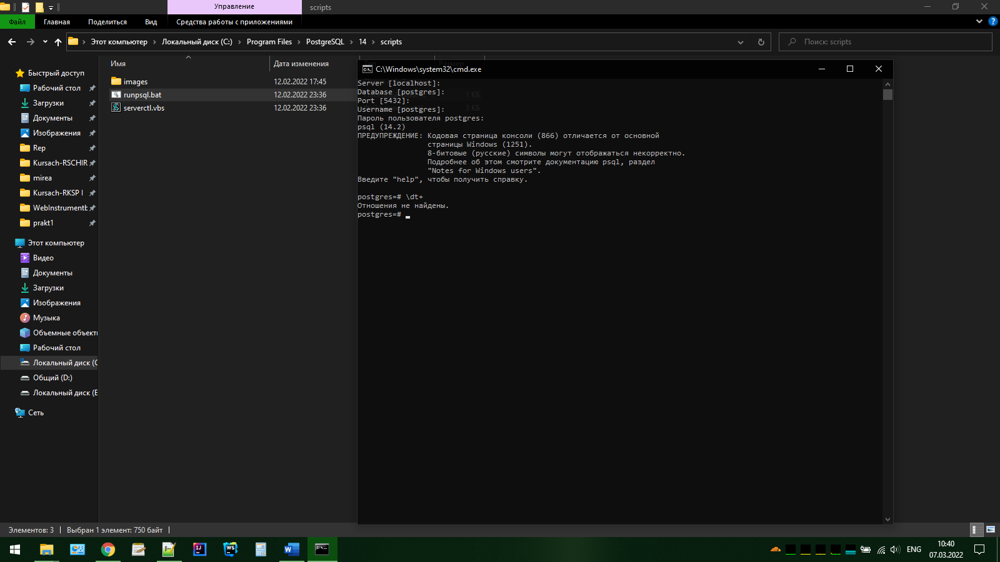 Управление
scripts
Файл
Главная
Поделиться
Вид
Средства работы с приложениями
Этот компьютер
Локальный диск (C:)
Program Files
PostgreSQL
14
scripts
Поиск: scripts
Имя
Дата изменения
images
12.02.2022 17:45
runpsql.bat
12.02.2022 23:36
1 КБ
serverctl.vbs
12.02.2022 23:36
3 КБ
Быстрый доступ
Рабочий стол
Загрузки
Документы
Изображения
Rep
Kursach-RSCHIR
mirea
Kursach-RKSP I
WebInstrumentb
prakt1
Этот компьютер
Видео
Документы
Загрузки
Изображения
Музыка
Объемные объекты
Рабочий стол
Локальный диск (C
Общий (D:)
Локальный диск (E
Сеть
C:\Windows\system32\cmd.exe
Server [localhost]:
Database [postgres]:
Port [5432]:
Username [postgres]:
Пароль пользователя postgres:
psql (14.2)
ПРЕДУПРЕЖДЕНИЕ: Кодовая страница консоли (866) отличается от основной
страницы Windows (1251).
8-битовые (русские) символы могут отображаться некорректно.
Подробнее об этом смотрите документацию psql, раздел
"Notes for Windows users".
Введите "help", чтобы получить справку.
postgres=# \dt+
Отношения не найдены.
postgres=#
Элементов: 3
Выбран 1 элемент: 750 байт
ENG
10:40
07.03.2022